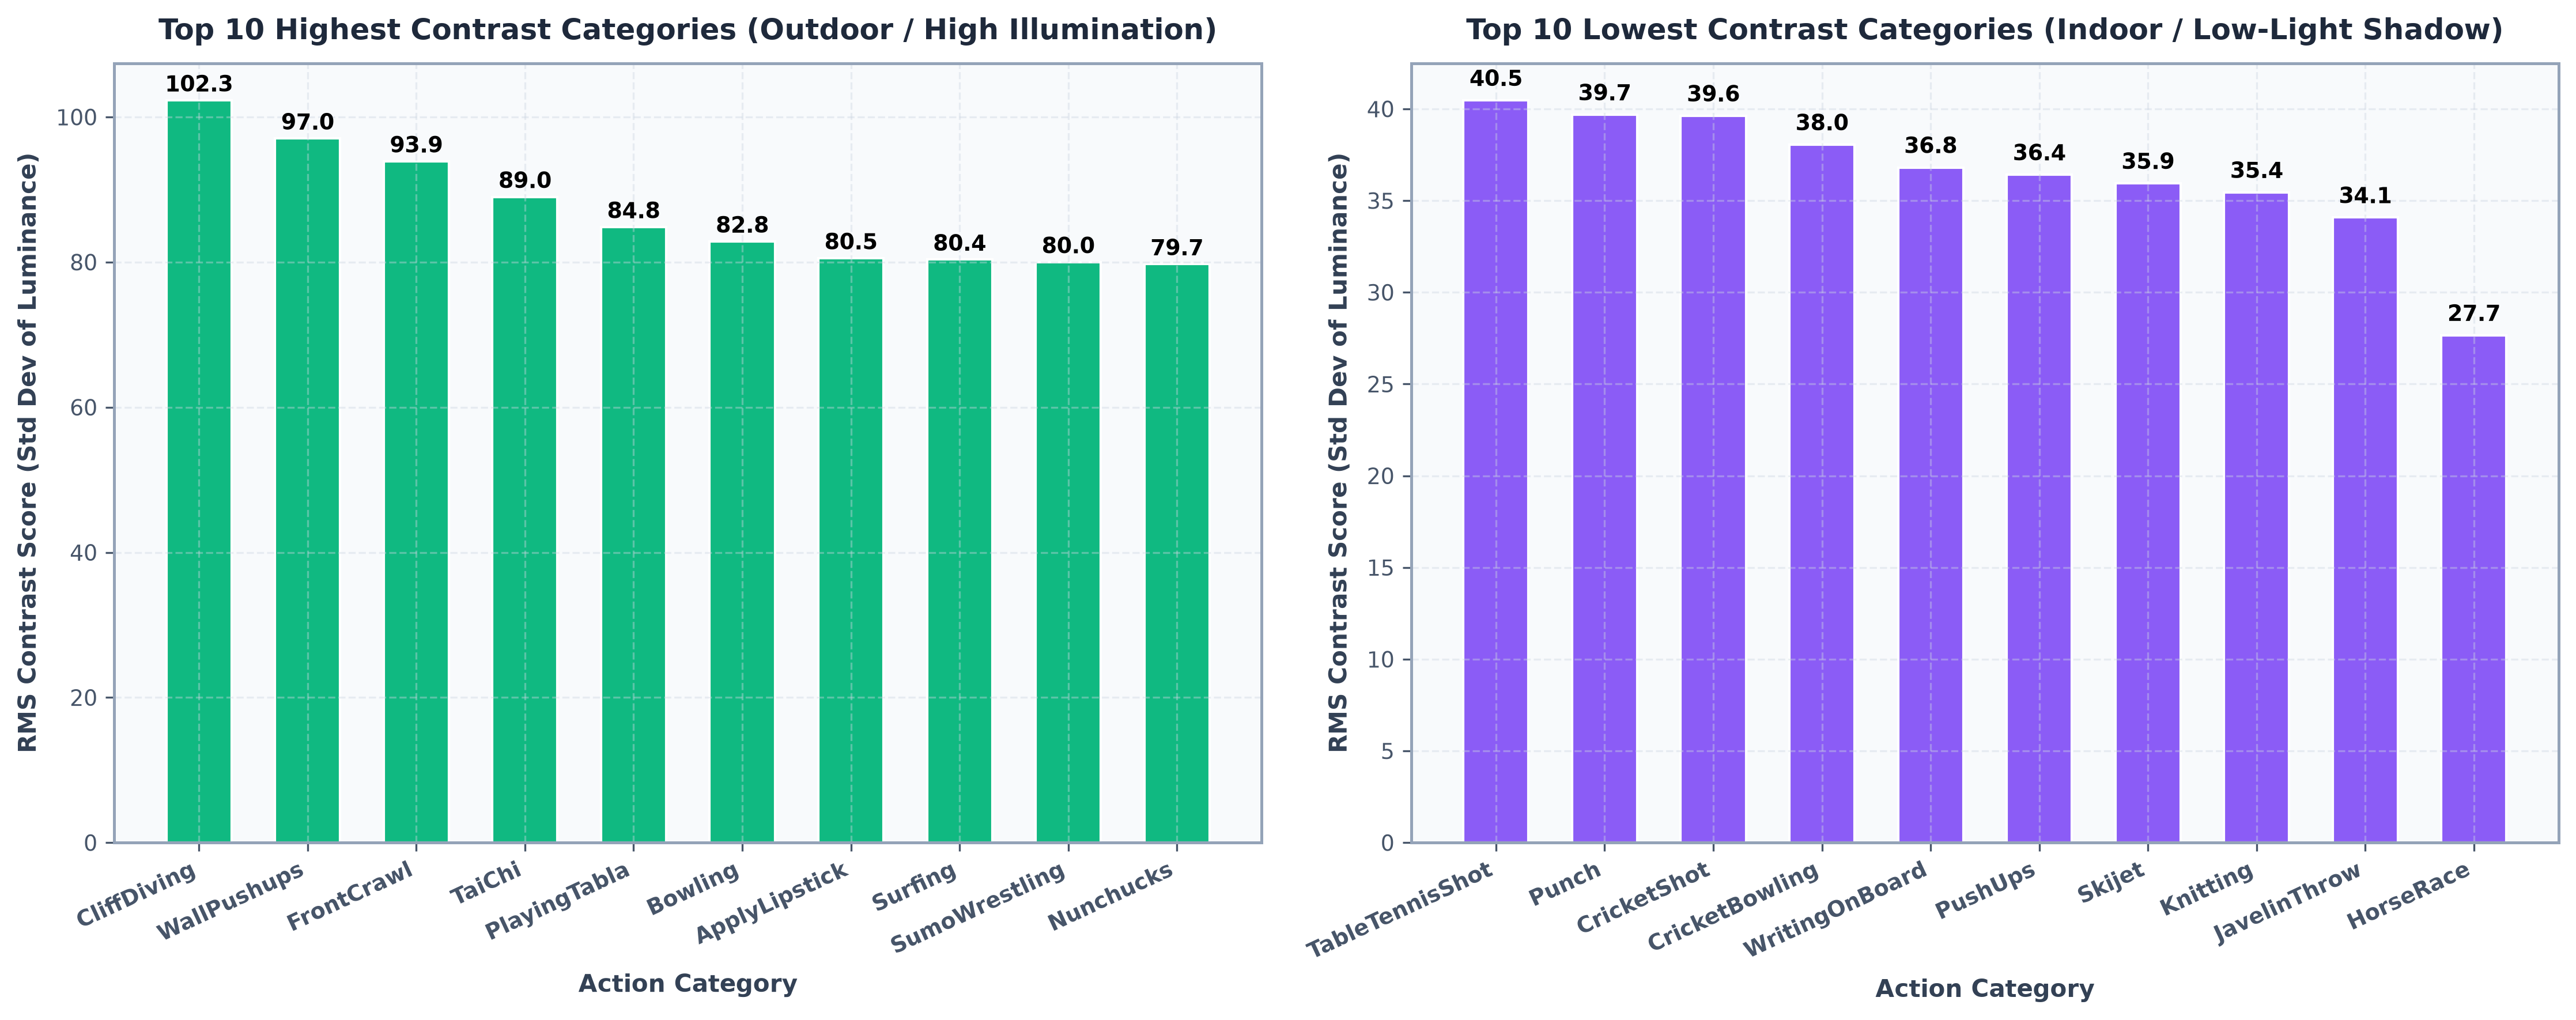 Top 10 Highest Contrast Categories (Outdoor / High Illumination)
RMS Contrast Score (Std Dev of Luminance)
100
80
60
40
20
0
102.3
97.0
93.9
89.0
84.8
82.8
80.5
80.4
80.0
79.7
CliffDiving
WallPushups
FrontCrawl
TaiChi
PlayingTabla
Bowling
ApplyLipstick
Surfing
SumoWrestling
Nunchucks
Action Category
Top 10 Lowest Contrast Categories (Indoor / Low-Light Shadow)
RMS Contrast Score (Std Dev of Luminance)
40
35
30
25
20
15
10
5
0
40.5
39.7
39.6
38.0
36.8
36.4
35.9
35.4
34.1
27.7
TableTennisShot
Punch
CricketShot
CricketBowling
WritingOnBoard
PushUps
Skijet
Knitting
JavelinThrow
HorseRace
Action Category